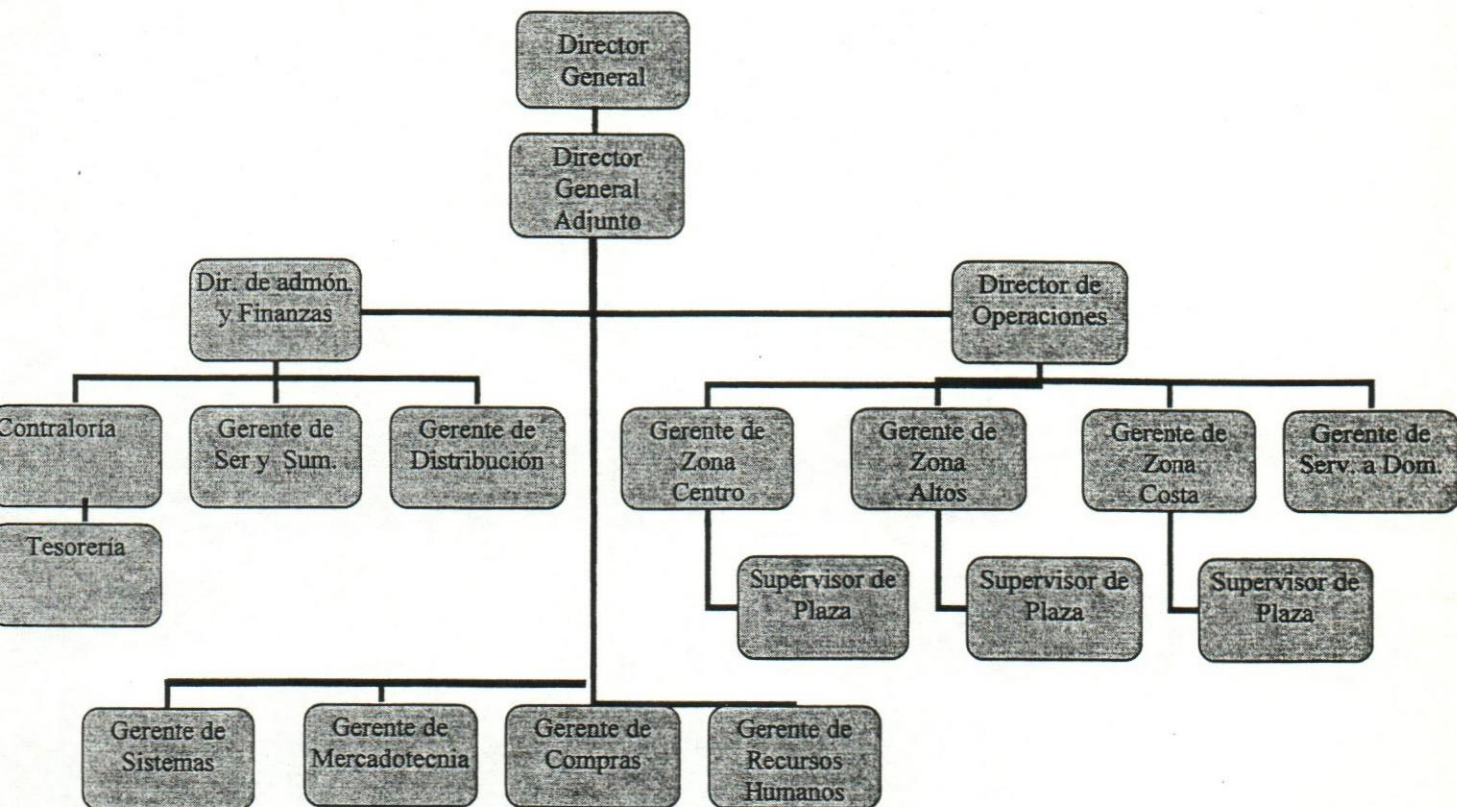 Director
General
Director
General
Adjunto
Dir. de admón.
y Finanzas
Director de
Operaciones
Contraloría
Gerente de
Ser y Sum.
Gerente de
Distribución
Gerente de
Zona
Centro
Gerente de
Zona
Altos
Gerente de
Zona
Costa
Gerente de
Serv. a Dom.
Tesorería
Supervisor de
Plaza
Supervisor de
Plaza
Supervisor de
Plaza
Gerente de
Sistemas
Gerente de
Mercadotecnia
Gerente de
Compras
Gerente de
Recursos
Humanos